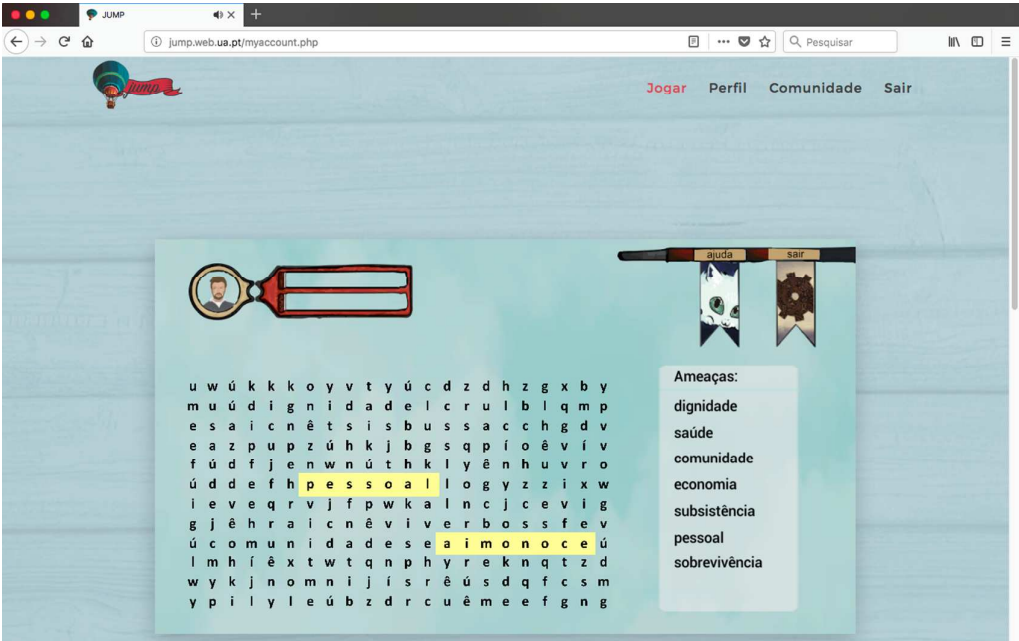 JUMP
jump.web.ua.pt/myaccount.php
Pesquisar
jump
Jogar Perfil Comunidade Sair
ajuda sair
u w ú k k k o y v t y ú c d z d h z g x b y
m u ú d i g n i d a d e l c r u l b l q m p
e s a i c n ê t s i s b u s s a c c h g d v
e a z p u p z ú h k j b g s q p í o ê v í v
f ú d f j e n w n ú t h k l y ê n h u v r o
ú d d e f h p e s s o a l l o g y z z i x w
i e v e q r v j f p w k a l n c j c e v i g
g j ê h r a i c n ê v i v e r b o s s f e v
ú c o m u n i d a d e s e a i m o n o c e ú
l m h í ê x t w t q n p h y r e k n q t z d
w y k j n o m n i j í s r ê ú s d q f c s m
y p i l y l e ú b z d r c u ê m e e f g n g
Ameaças:
dignidade
saúde
comunidade
economia
subsistência
pessoal
sobrevivência